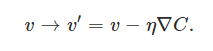 v → v′ = v − η∇C.